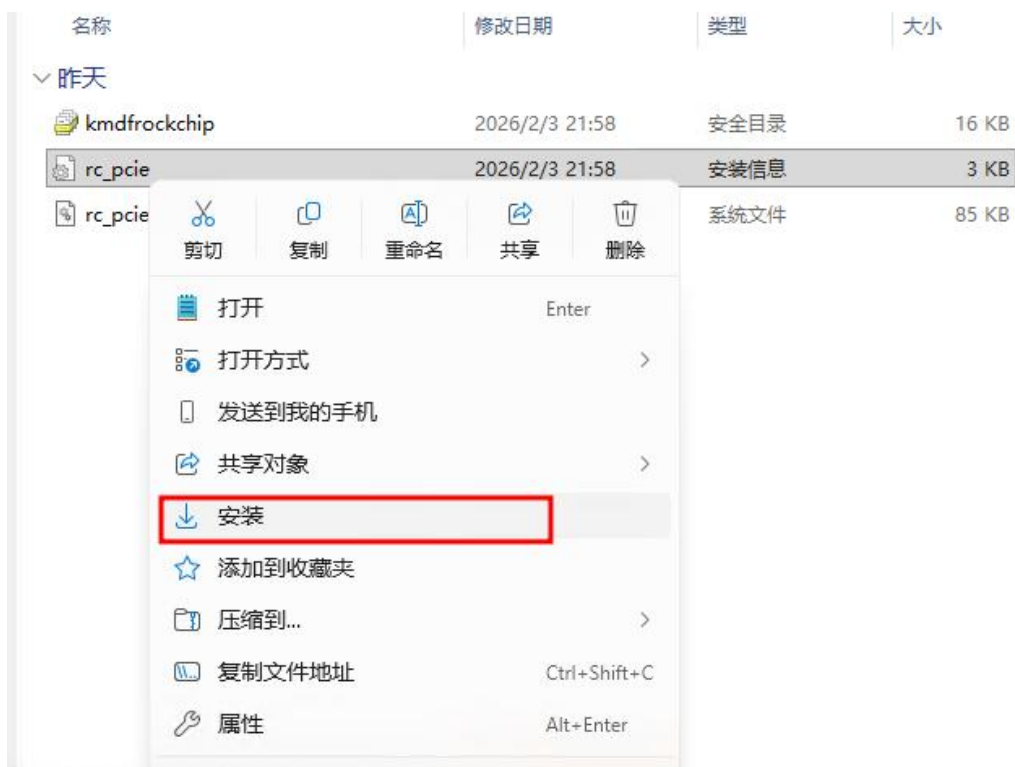 名称 修改日期 类型 大小
昨天
kmdfrockchip 2026/2/3 21:58 安全目录 16 KB
rc_pcie 2026/2/3 21:58 安装信息 3 KB
rc_pcie 系统文件 85 KB
剪切 复制 重命名 共享 删除
打开 Enter
打开方式
发送到我的手机
共享对象
安装
添加到收藏夹
压缩到...
复制文件地址 Ctrl+Shift+C
属性 Alt+Enter